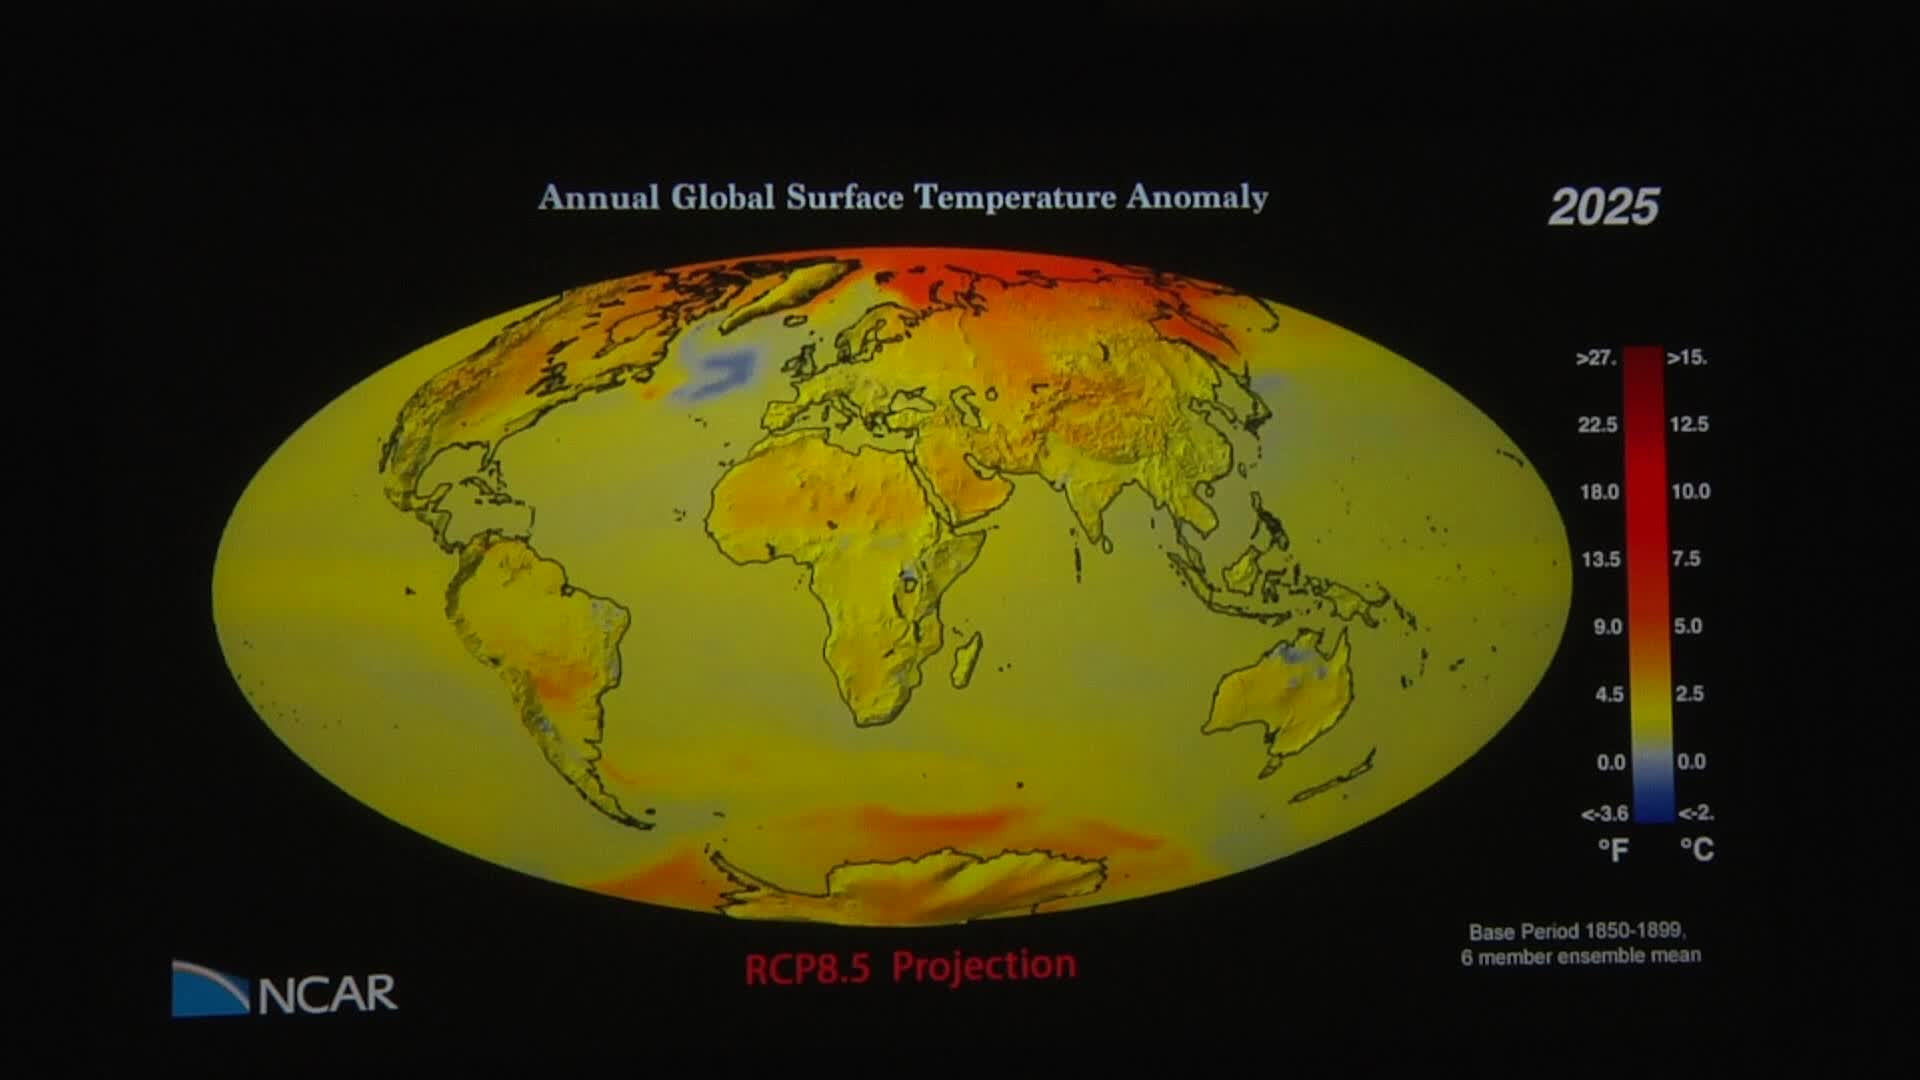 Annual Global Surface Temperature Anomaly
2025
>27. >15.
22.5 12.5
18.0 10.0
13.5 7.5
9.0 5.0
4.5 2.5
0.0 0.0
<-3.6 <-2.
°F °C
Base Period 1850-1899,
6 member ensemble mean
RCP8.5 Projection
NCAR